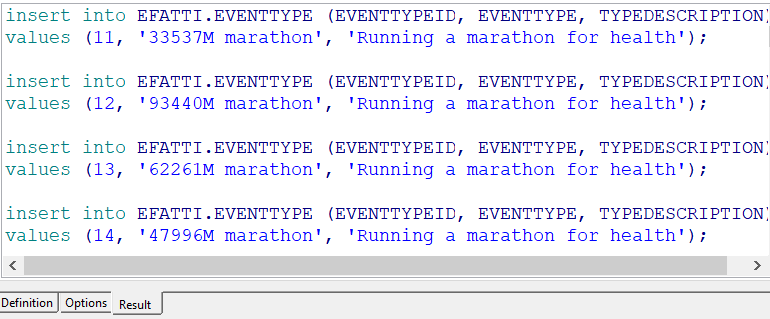 insert into EFATTI.EVENTTYPE (EVENTTYPEID, EVENTTYPE, TYPEDESCRIPTION)
values (11, '33537M marathon', 'Running a marathon for health');
insert into EFATTI.EVENTTYPE (EVENTTYPEID, EVENTTYPE, TYPEDESCRIPTION)
values (12, '93440M marathon', 'Running a marathon for health');
insert into EFATTI.EVENTTYPE (EVENTTYPEID, EVENTTYPE, TYPEDESCRIPTION)
values (13, '62261M marathon', 'Running a marathon for health');
insert into EFATTI.EVENTTYPE (EVENTTYPEID, EVENTTYPE, TYPEDESCRIPTION)
values (14, '47996M marathon', 'Running a marathon for health');
Definition Options Result